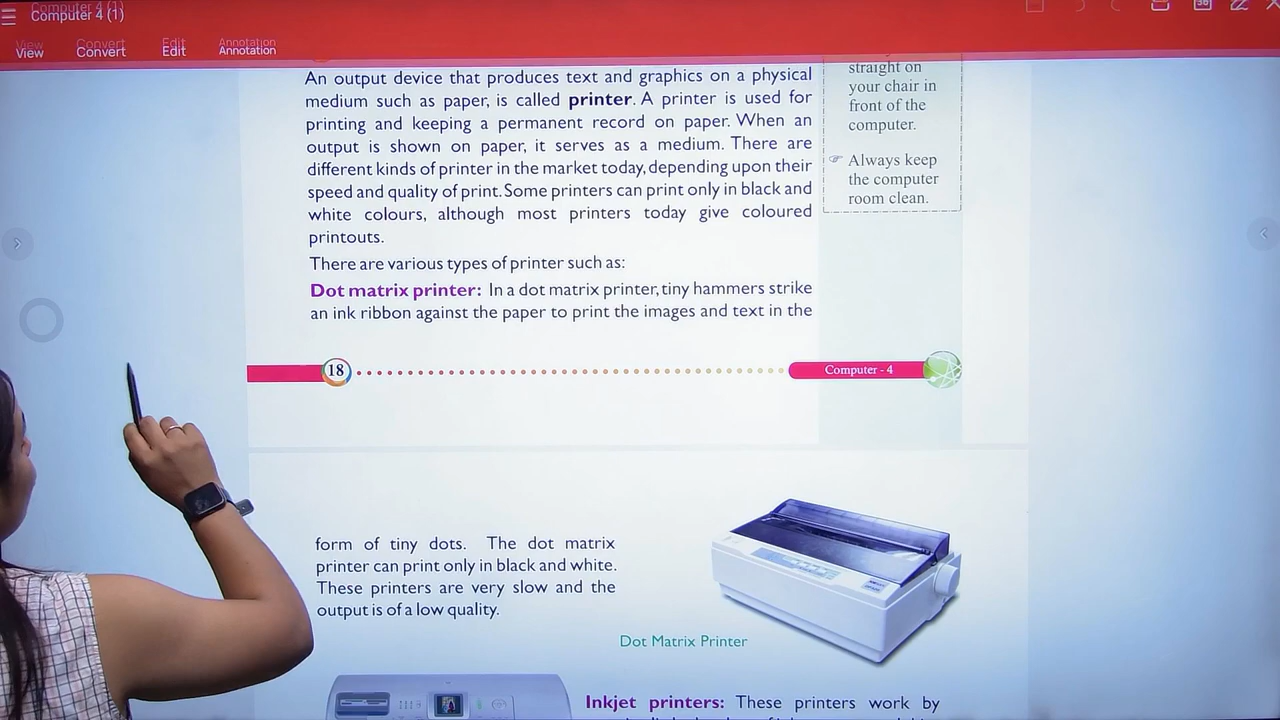 Computer 4 (1)
Computer 4 (1)
View Convert Edit Annotation
View Convert Edit Annotation
36
An output device that produces text and graphics on a physical
medium such as paper, is called printer. A printer is used for
printing and keeping a permanent record on paper. When an
output is shown on paper, it serves as a medium. There are
different kinds of printer in the market today, depending upon their
speed and quality of print. Some printers can print only in black and
white colours, although most printers today give coloured
printouts.
There are various types of printer such as:
Dot matrix printer: In a dot matrix printer, tiny hammers strike
an ink ribbon against the paper to print the images and text in the
straight on
your chair in
front of the
computer.
☞ Always keep
the computer
room clean.
18
Computer - 4
form of tiny dots. The dot matrix
printer can print only in black and white.
These printers are very slow and the
output is of a low quality.
Dot Matrix Printer
Inkjet printers: These printers work by